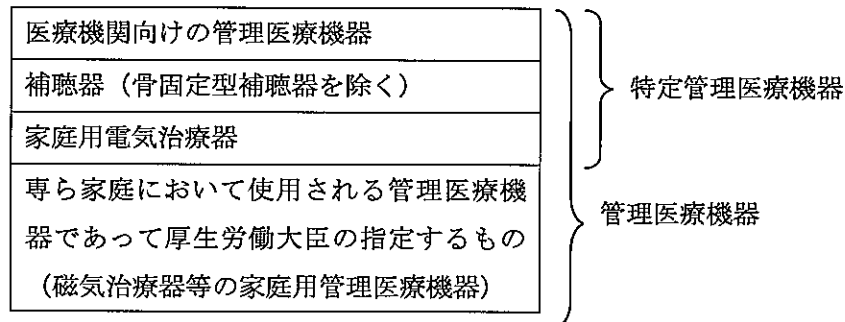 医療機関向けの管理医療機器
補聴器(骨固定型補聴器を除く)
家庭用電気治療器
専ら家庭において使用される管理医療機
器であって厚生労働大臣の指定するもの
(磁気治療器等の家庭用管理医療機器)
特定管理医療機器
管理医療機器